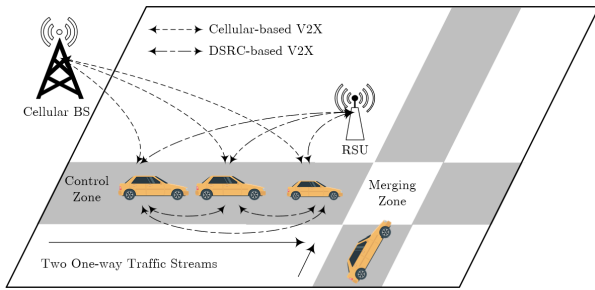 Cellular-based V2X
DSRC-based V2X
Cellular BS
RSU
Control
Zone
Merging
Zone
Two One-way Traffic Streams